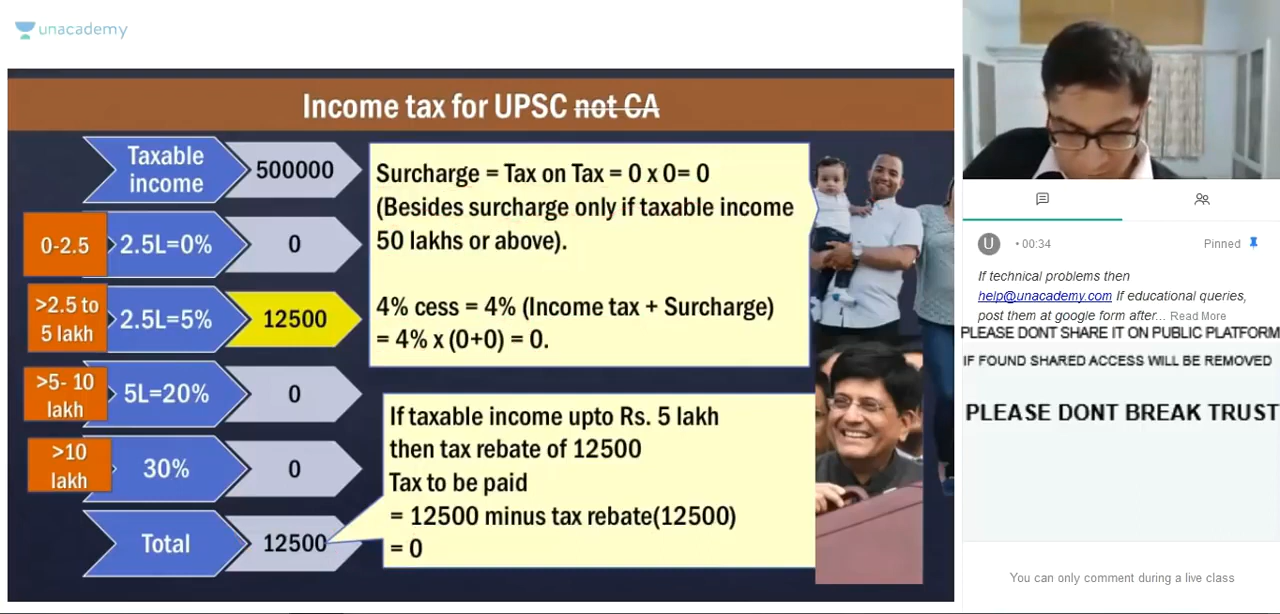 unacademy
Income tax for UPSC not CA
Taxable
income
500000
0-2.5
2.5L=0%
0
>2.5 to
5 lakh
2.5L=5%
12500
>5- 10
lakh
5L=20%
0
>10
lakh
30%
0
Total
12500
Surcharge = Tax on Tax = 0 x 0= 0
(Besides surcharge only if taxable income
50 lakhs or above).
4% cess = 4% (Income tax + Surcharge)
= 4% x (0+0) = 0.
If taxable income upto Rs. 5 lakh
then tax rebate of 12500
Tax to be paid
= 12500 minus tax rebate(12500)
= 0
U
• 00:34
Pinned
If technical problems then
help@unacademy.com If educational queries,
post them at google form after... Read More
PLEASE DONT SHARE IT ON PUBLIC PLATFORM
IF FOUND SHARED ACCESS WILL BE REMOVED
PLEASE DONT BREAK TRUST
You can only comment during a live class